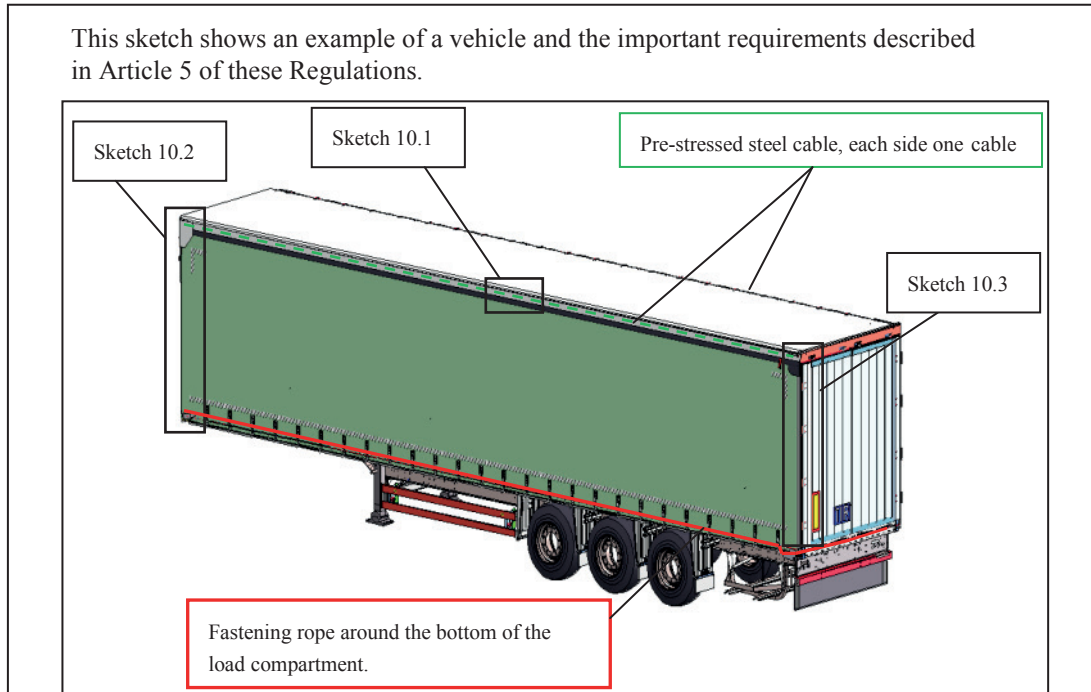 This sketch shows an example of a vehicle and the important requirements described
in Article 5 of these Regulations.
Sketch 10.2
Sketch 10.1
Pre-stressed steel cable, each side one cable
Sketch 10.3
Fastening rope around the bottom of the
load compartment.